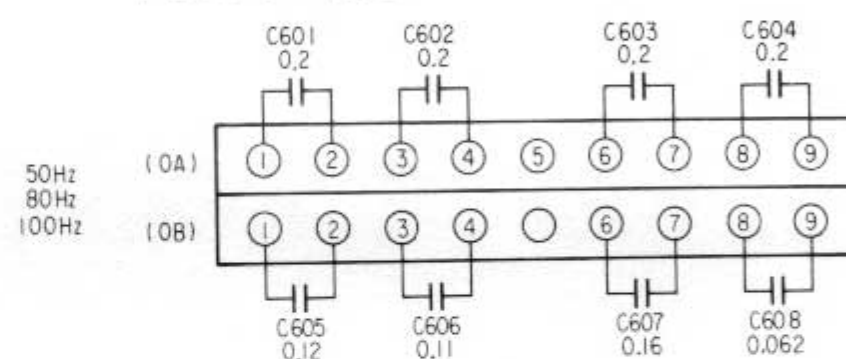 C601 C602 C603 C604
0.2 0.2 0.2 0.2
50Hz
80Hz
100Hz
(0A) 1 2 3 4 5 6 7 8 9
(0B) 1 2 3 4 6 7 8 9
C605 C606 C607 C608
0.12 0.11 0.16 0.062